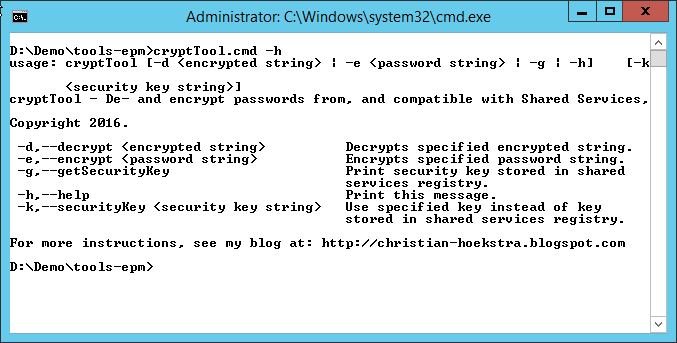 Administrator: C:\Windows\system32\cmd.exe
D:\Demo\tools-epm>cryptTool.cmd -h
usage: cryptTool [-d <encrypted string> | -e <password string> | -g | -h] [-k
<security key string>]
cryptTool - De- and encrypt passwords from, and compatible with Shared Services,
Copyright 2016.
-d,--decrypt <encrypted string> Decrypts specified encrypted string.
-e,--encrypt <password string> Encrypts specified password string.
-g,--getSecurityKey Print security key stored in shared
services registry.
-h,--help Print this message.
-k,--securityKey <security key string> Use specified key instead of key
stored in shared services registry.
For more instructions, see my blog at: http://christian-hoekstra.blogspot.com
D:\Demo\tools-epm>